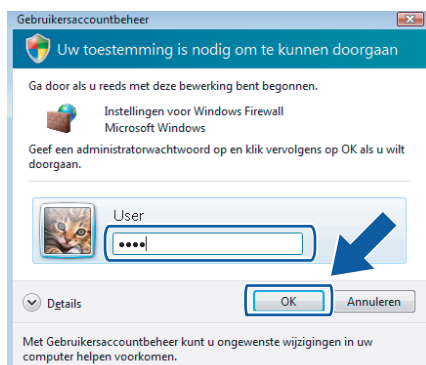 Gebruikersaccountbeheer
Uw toestemming is nodig om te kunnen doorgaan
Ga door als u reeds met deze bewerking bent begonnen.
Instellingen voor Windows Firewall
Microsoft Windows
Geef een administratorwachtwoord op en klik vervolgens op OK als u wilt
doorgaan.
User
••••
Details
OK
Annuleren
Met Gebruikersaccountbeheer kunt u ongewenste wijzigingen in uw
computer helpen voorkomen.